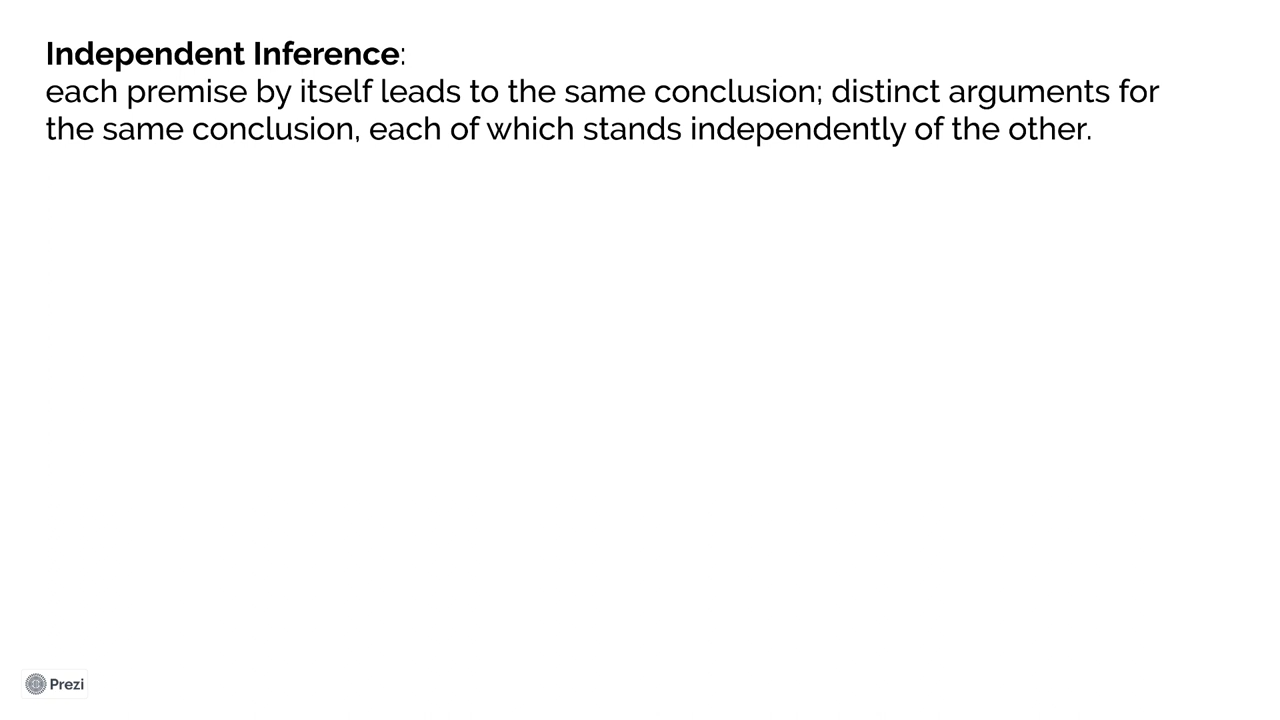 Independent Inference:
each premise by itself leads to the same conclusion; distinct arguments for
the same conclusion, each of which stands independently of the other.
Prezi